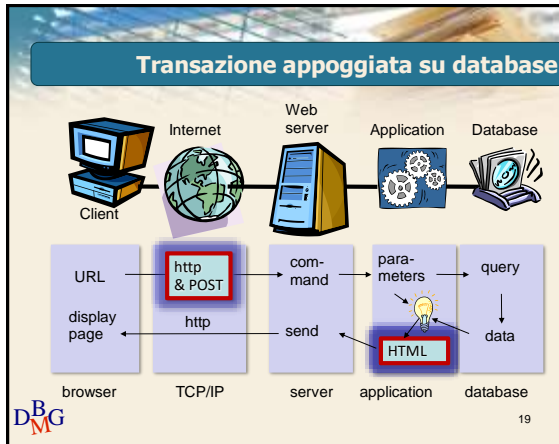 Transazione appoggiata su database
Internet
Web
server
Application
Database
Client
URL
http
& POST
com-
mand
para-
meters
query
display
page
http
send
HTML
data
browser
TCP/IP
server
application
database
DBMG
19